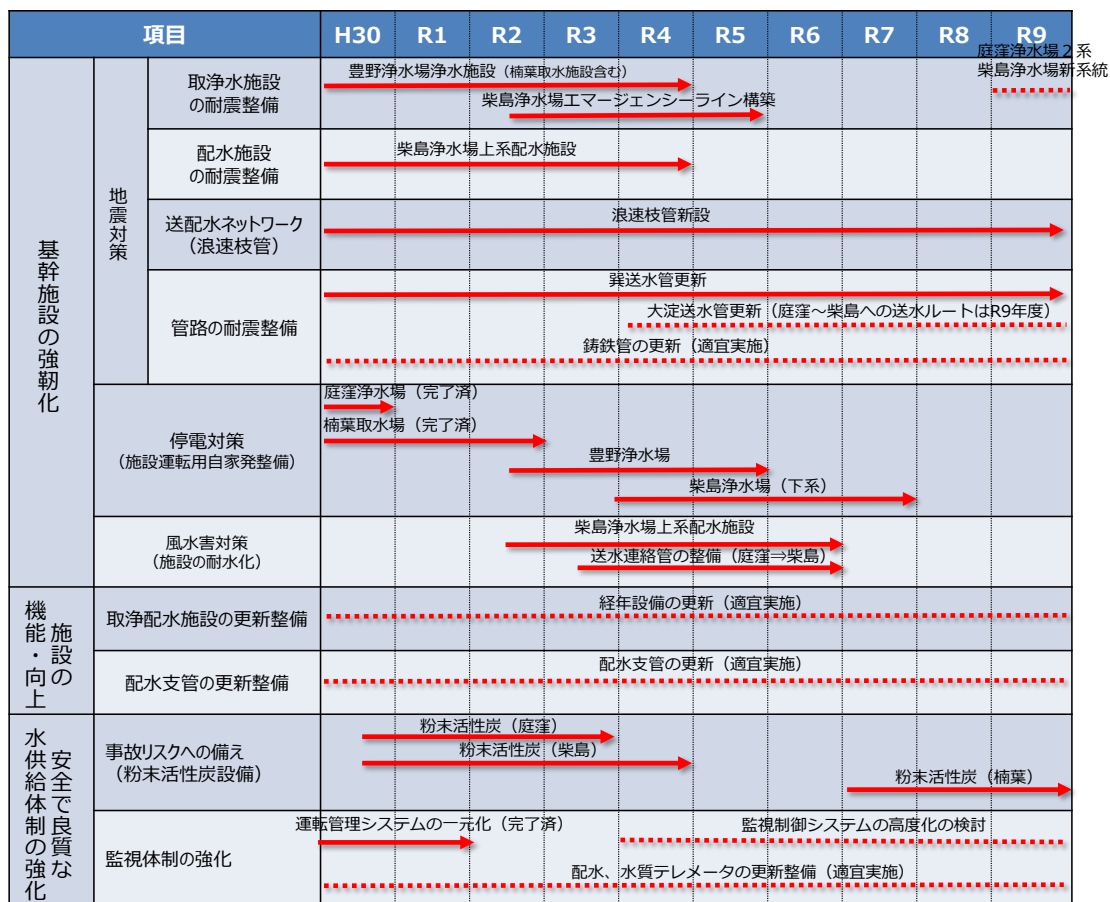 項目 H30 R1 R2 R3 R4 R5 R6 R7 R8 R9
基幹施設の強靭化
地震対策
取浄水施設
の耐震整備
豊野浄水場浄水施設（楠葉取水施設含む）
柴島浄水場エマージェンシーライン構築
庭窪浄水場２系
柴島浄水場新系統
配水施設
の耐震整備
柴島浄水場上系配水施設
送配水ネットワーク
（浪速枝管）
浪速枝管新設
管路の耐震整備
巽送水管更新
大淀送水管更新（庭窪～柴島への送水ルートはR9年度）
鋳鉄管の更新（適宜実施）
停電対策
（施設運転用自家発整備）
庭窪浄水場（完了済）
楠葉取水場（完了済）
豊野浄水場
柴島浄水場（下系）
風水害対策
（施設の耐水化）
柴島浄水場上系配水施設
送水連絡管の整備（庭窪⇒柴島）
施設の
機能・向上
取浄配水施設の更新整備
経年設備の更新（適宜実施）
配水支管の更新整備
配水支管の更新（適宜実施）
安全で良質な
水供給体制の強化
事故リスクへの備え
（粉末活性炭設備）
粉末活性炭（庭窪）
粉末活性炭（柴島）
粉末活性炭（楠葉）
監視体制の強化
運転管理システムの一元化（完了済）
監視制御システムの高度化の検討
配水、水質テレメータの更新整備（適宜実施）